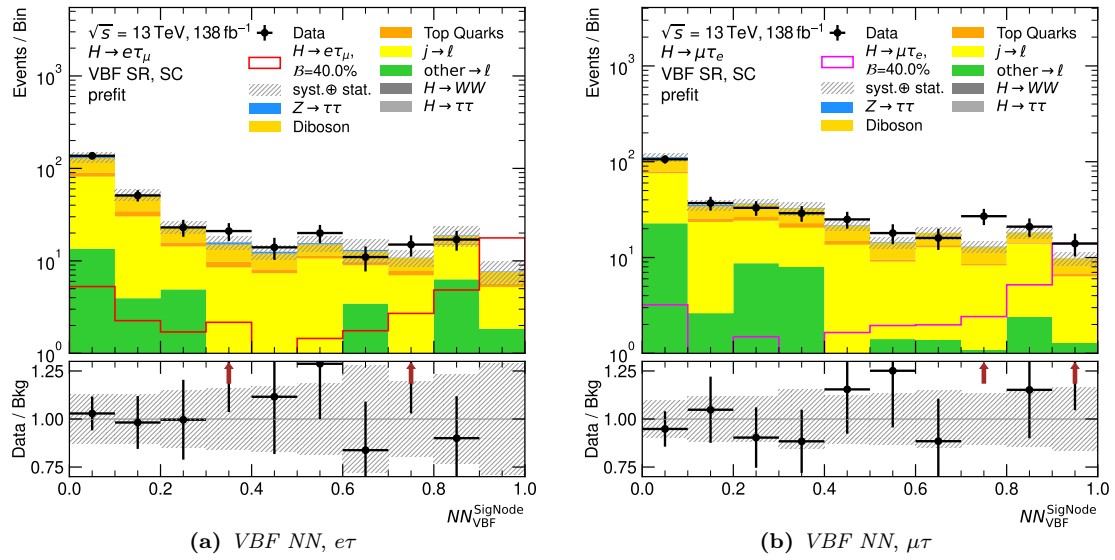 Events / Bin
√s = 13 TeV, 138 fb⁻¹
H→eτμ
VBF SR, SC
prefit
Data
H→eτμ,
ℬ=40.0%
syst.⊕ stat.
Z→ττ
Diboson
Top Quarks
j→ℓ
other→ℓ
H→WW
H→ττ
10³
10²
10¹
10⁰
Data / Bkg
1.25
1.00
0.75
0.0 0.2 0.4 0.6 0.8 1.0
NN^SigNode_VBF
(a) VBF NN, eτ
Events / Bin
√s = 13 TeV, 138 fb⁻¹
H→μτe
VBF SR, SC
prefit
Data
H→μτe,
ℬ=40.0%
syst.⊕ stat.
Z→ττ
Diboson
Top Quarks
j→ℓ
other→ℓ
H→WW
H→ττ
10³
10²
10¹
10⁰
Data / Bkg
1.25
1.00
0.75
0.0 0.2 0.4 0.6 0.8 1.0
NN^SigNode_VBF
(b) VBF NN, μτ